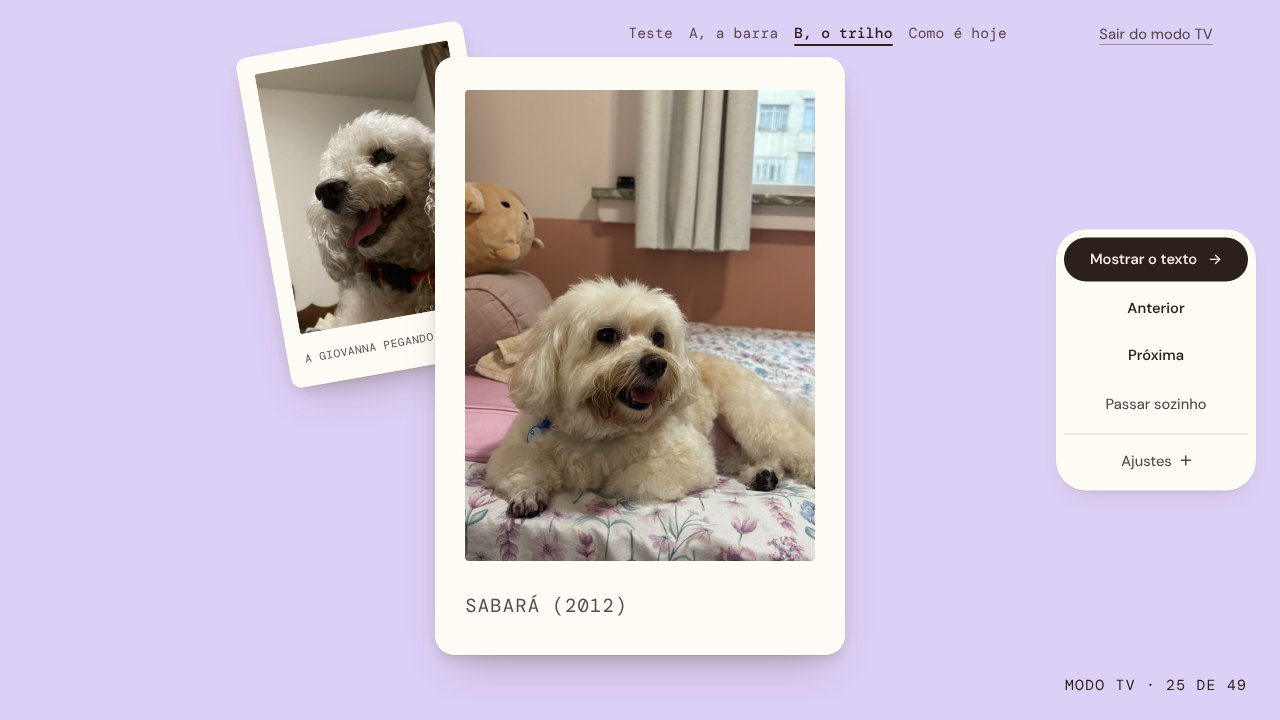 Teste A, a barra B, o trilho Como é hoje
Sair do modo TV
A GIOVANNA PEGANDO
SABARÁ (2012)
Mostrar o texto →
Anterior
Próxima
Passar sozinho
Ajustes +
MODO TV · 25 DE 49